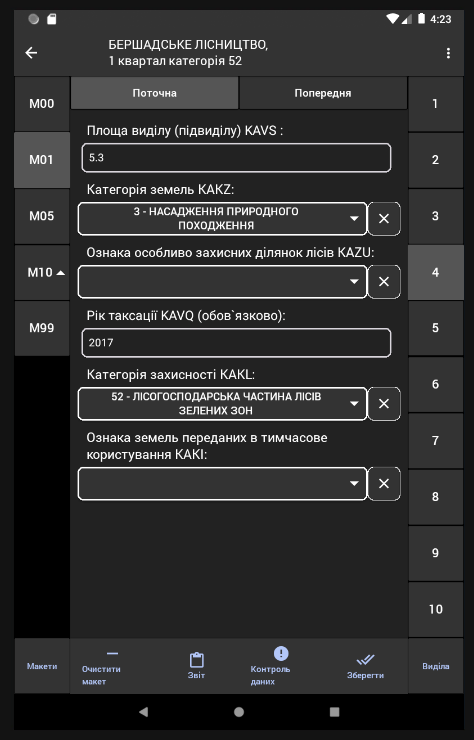 4:23
БЕРШАДСЬКЕ ЛІСНИЦТВО,
1 квартал категорія 52
M00
M01
M05
M10
M99
Поточна
Попередня
Площа виділу (підвиділу) KAVS :
5.3
Категорія земель KAKZ:
3 - НАСАДЖЕННЯ ПРИРОДНОГО
ПОХОДЖЕННЯ
Ознака особливо захисних ділянок лісів KAZU:
Рік таксації KAVQ (обов`язково):
2017
Категорія захисності KAKL:
52 - ЛІСОГОСПОДАРСЬКА ЧАСТИНА ЛІСІВ
ЗЕЛЕНИХ ЗОН
Ознака земель переданих в тимчасове
користування KAKI:
1
2
3
4
5
6
7
8
9
10
Макети
Очистити
макет
Звіт
Контроль
даних
Зберегти
Виділа